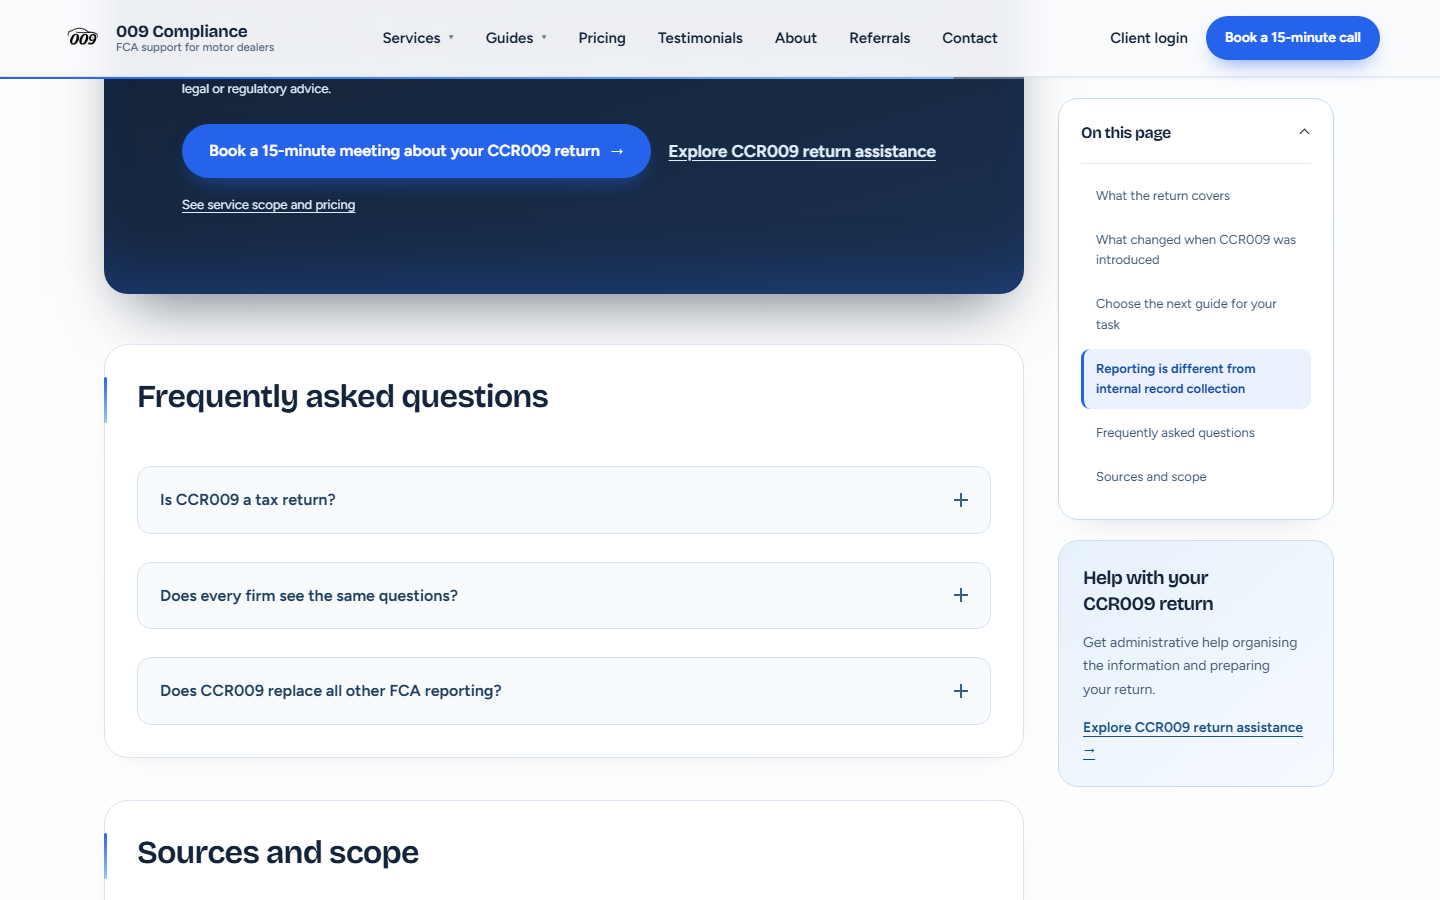 009
009 Compliance
FCA support for motor dealers
Services
Guides
Pricing
Testimonials
About
Referrals
Contact
Client login
Book a 15-minute call
legal or regulatory advice.
Book a 15-minute meeting about your CCR009 return →
Explore CCR009 return assistance
See service scope and pricing
Frequently asked questions
Is CCR009 a tax return?
Does every firm see the same questions?
Does CCR009 replace all other FCA reporting?
Sources and scope
On this page
What the return covers
What changed when CCR009 was
introduced
Choose the next guide for your
task
Reporting is different from
internal record collection
Frequently asked questions
Sources and scope
Help with your
CCR009 return
Get administrative help organising
the information and preparing
your return.
Explore CCR009 return assistance
→